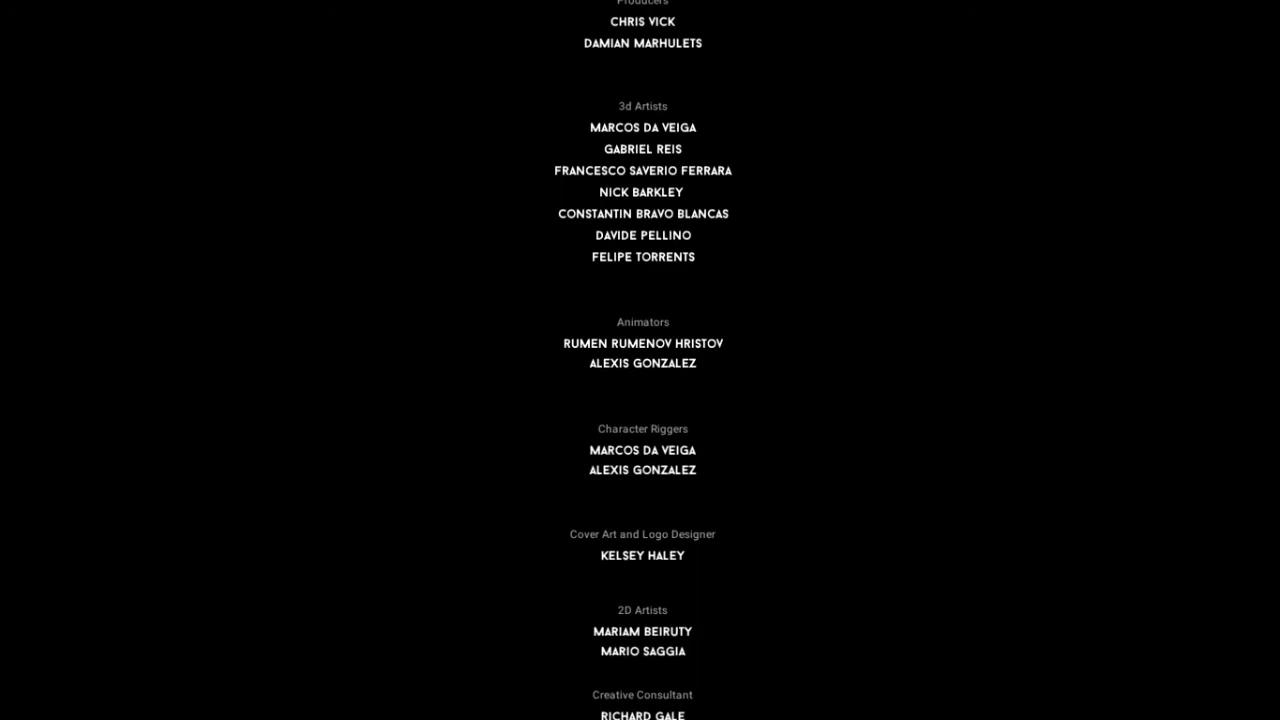 Producers
CHRIS VICK
DAMIAN MARHULETS
3d Artists
MARCOS DA VEIGA
GABRIEL REIS
FRANCESCO SAVERIO FERRARA
NICK BARKLEY
CONSTANTIN BRAVO BLANCAS
DAVIDE PELLINO
FELIPE TORRENTS
Animators
RUMEN RUMENOV HRISTOV
ALEXIS GONZALEZ
Character Riggers
MARCOS DA VEIGA
ALEXIS GONZALEZ
Cover Art and Logo Designer
KELSEY HALEY
2D Artists
MARIAM BEIRUTY
MARIO SAGGIA
Creative Consultant
RICHARD GALE